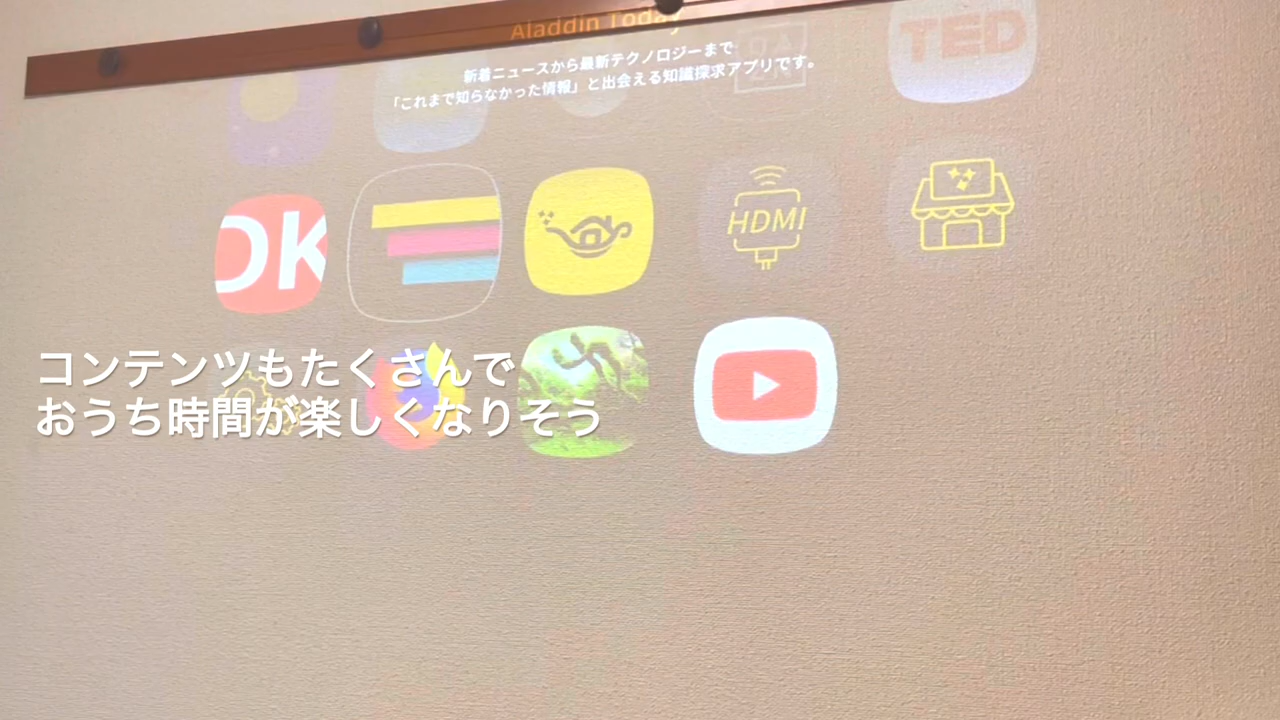 Aladdin Today
新着ニュースから最新テクノロジーまで
「これまで知らなかった情報」と出会える知識探求アプリです。
TED
DK
HDMI
コンテンツもたくさんで
おうち時間が楽しくなりそう